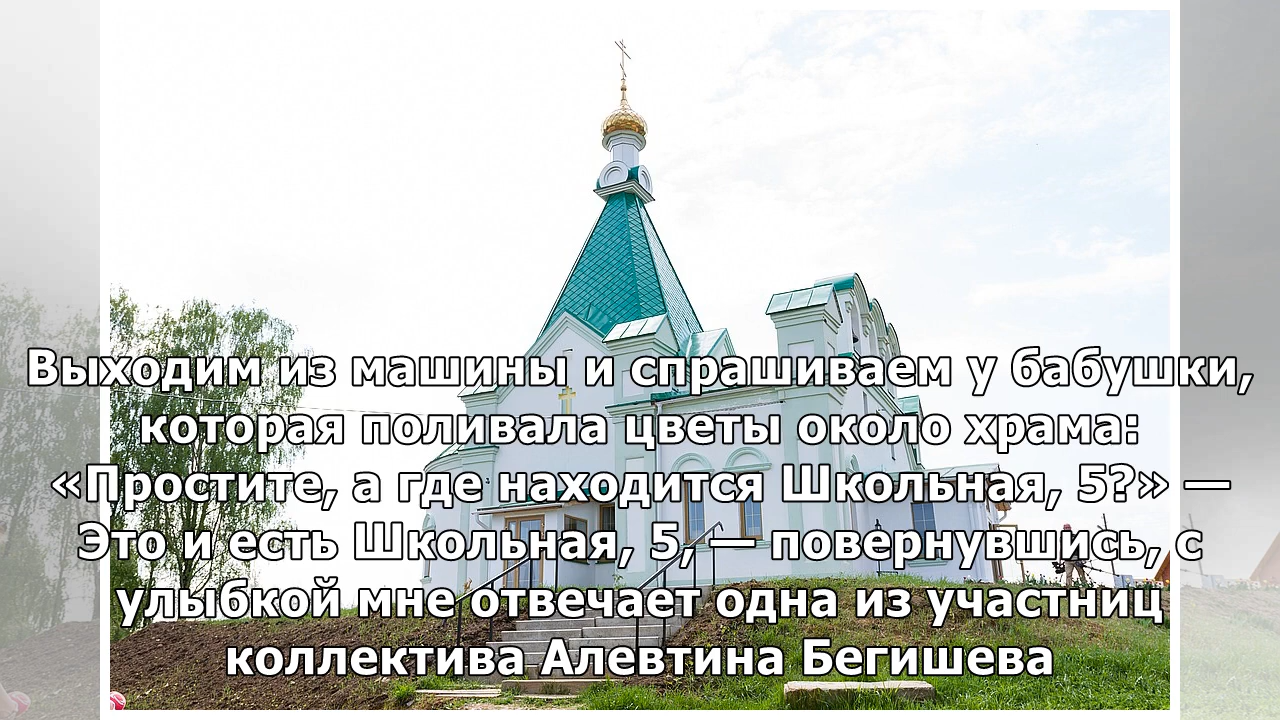 Выходим из машины и спрашиваем у бабушки,
которая поливала цветы около храма:
«Простите, а где находится Школьная, 5?» —
Это и есть Школьная, 5, — повернувшись, с
улыбкой мне отвечает одна из участниц
коллектива Алевтина Бегишева